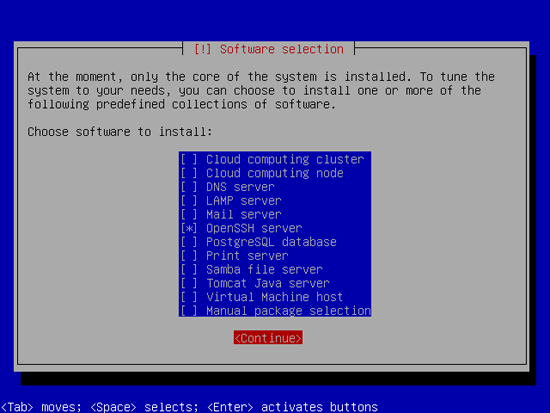 [!] Software selection
At the moment, only the core of the system is installed. To tune the
system to your needs, you can choose to install one or more of the
following predefined collections of software.
Choose software to install:
[ ] Cloud computing cluster
[ ] Cloud computing node
[ ] DNS server
[ ] LAMP server
[ ] Mail server
[*] OpenSSH server
[ ] PostgreSQL database
[ ] Print server
[ ] Samba file server
[ ] Tomcat Java server
[ ] Virtual Machine host
[ ] Manual package selection
<Continue>
<Tab> moves; <Space> selects; <Enter> activates buttons